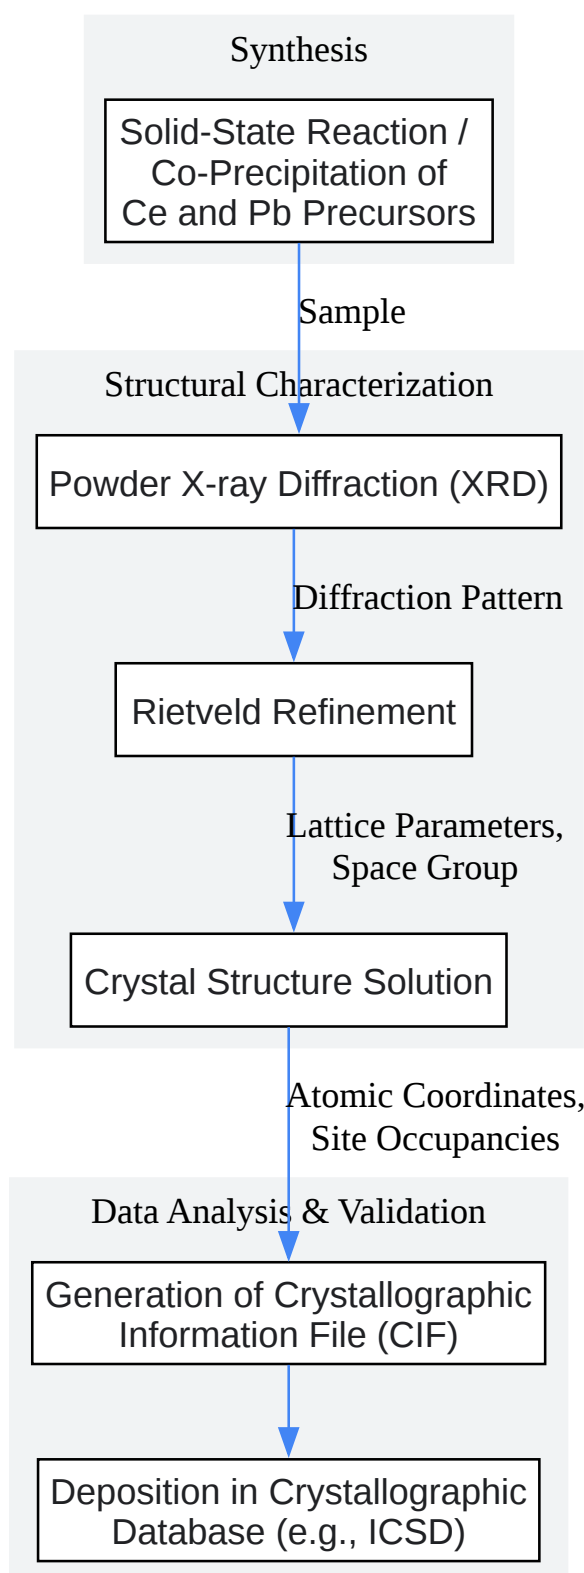 Synthesis
Solid-State Reaction /
Co-Precipitation of
Ce and Pb Precursors
Sample
Structural Characterization
Powder X-ray Diffraction (XRD)
Diffraction Pattern
Rietveld Refinement
Lattice Parameters,
Space Group
Crystal Structure Solution
Atomic Coordinates,
Site Occupancies
Data Analysis & Validation
Generation of Crystallographic
Information File (CIF)
Deposition in Crystallographic
Database (e.g., ICSD)